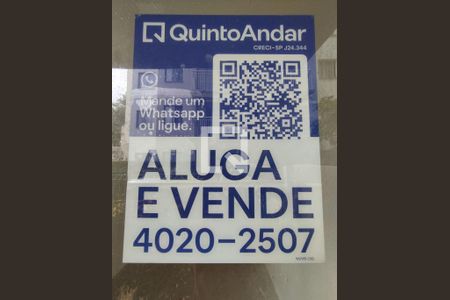 QuintoAndar
CRECI-SP J24.344
Mande um
Whatsapp
ou ligue.
ALUGA
E VENDE
4020-2507